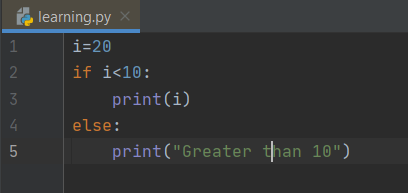 learning.py
1 i=20
2 if i<10:
3     print(i)
4 else:
5     print("Greater than 10")